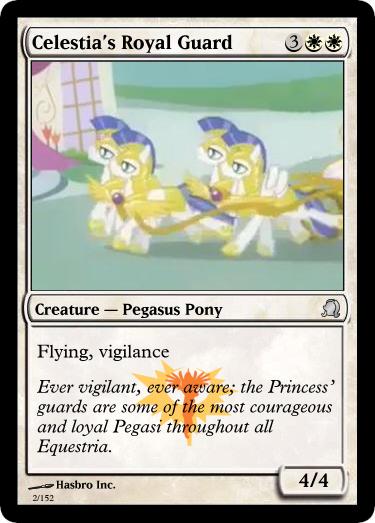 Celestia's Royal Guard 3
Creature — Pegasus Pony
Flying, vigilance
Ever vigilant, ever aware; the Princess'
guards are some of the most courageous
and loyal Pegasi throughout all
Equestria.
4/4
Hasbro Inc.
2/152